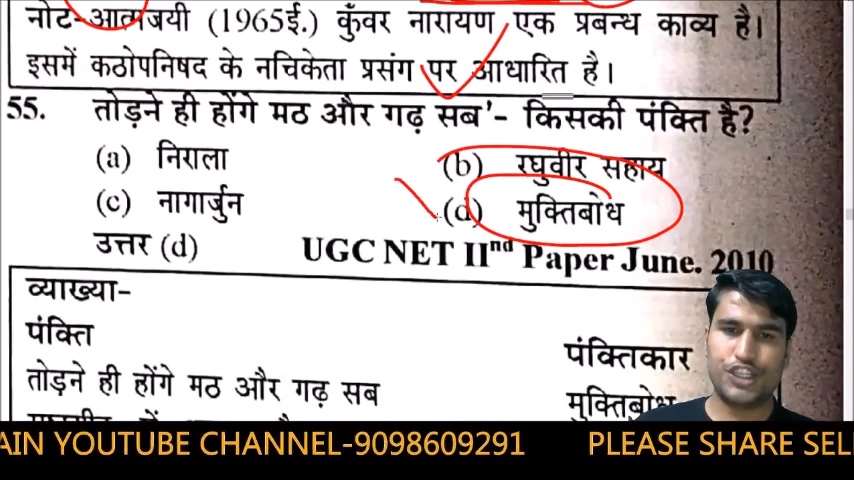 नोट-आत्मजयी (1965ई.) कुँवर नारायण एक प्रबन्ध काव्य है।
इसमें कठोपनिषद के नचिकेता प्रसंग पर आधारित है।
55. तोड़ने ही होंगे मठ और गढ़ सब'- किसकी पंक्ति है?
(a) निराला (b) रघुवीर सहाय
(c) नागार्जुन (d) मुक्तिबोध
उत्तर (d) UGC NET IInd Paper June. 2010
व्याख्या-
पंक्ति पंक्तिकार
तोड़ने ही होंगे मठ और गढ़ सब मुक्तिबोध
AIN YOUTUBE CHANNEL-9098609291 PLEASE SHARE SEL